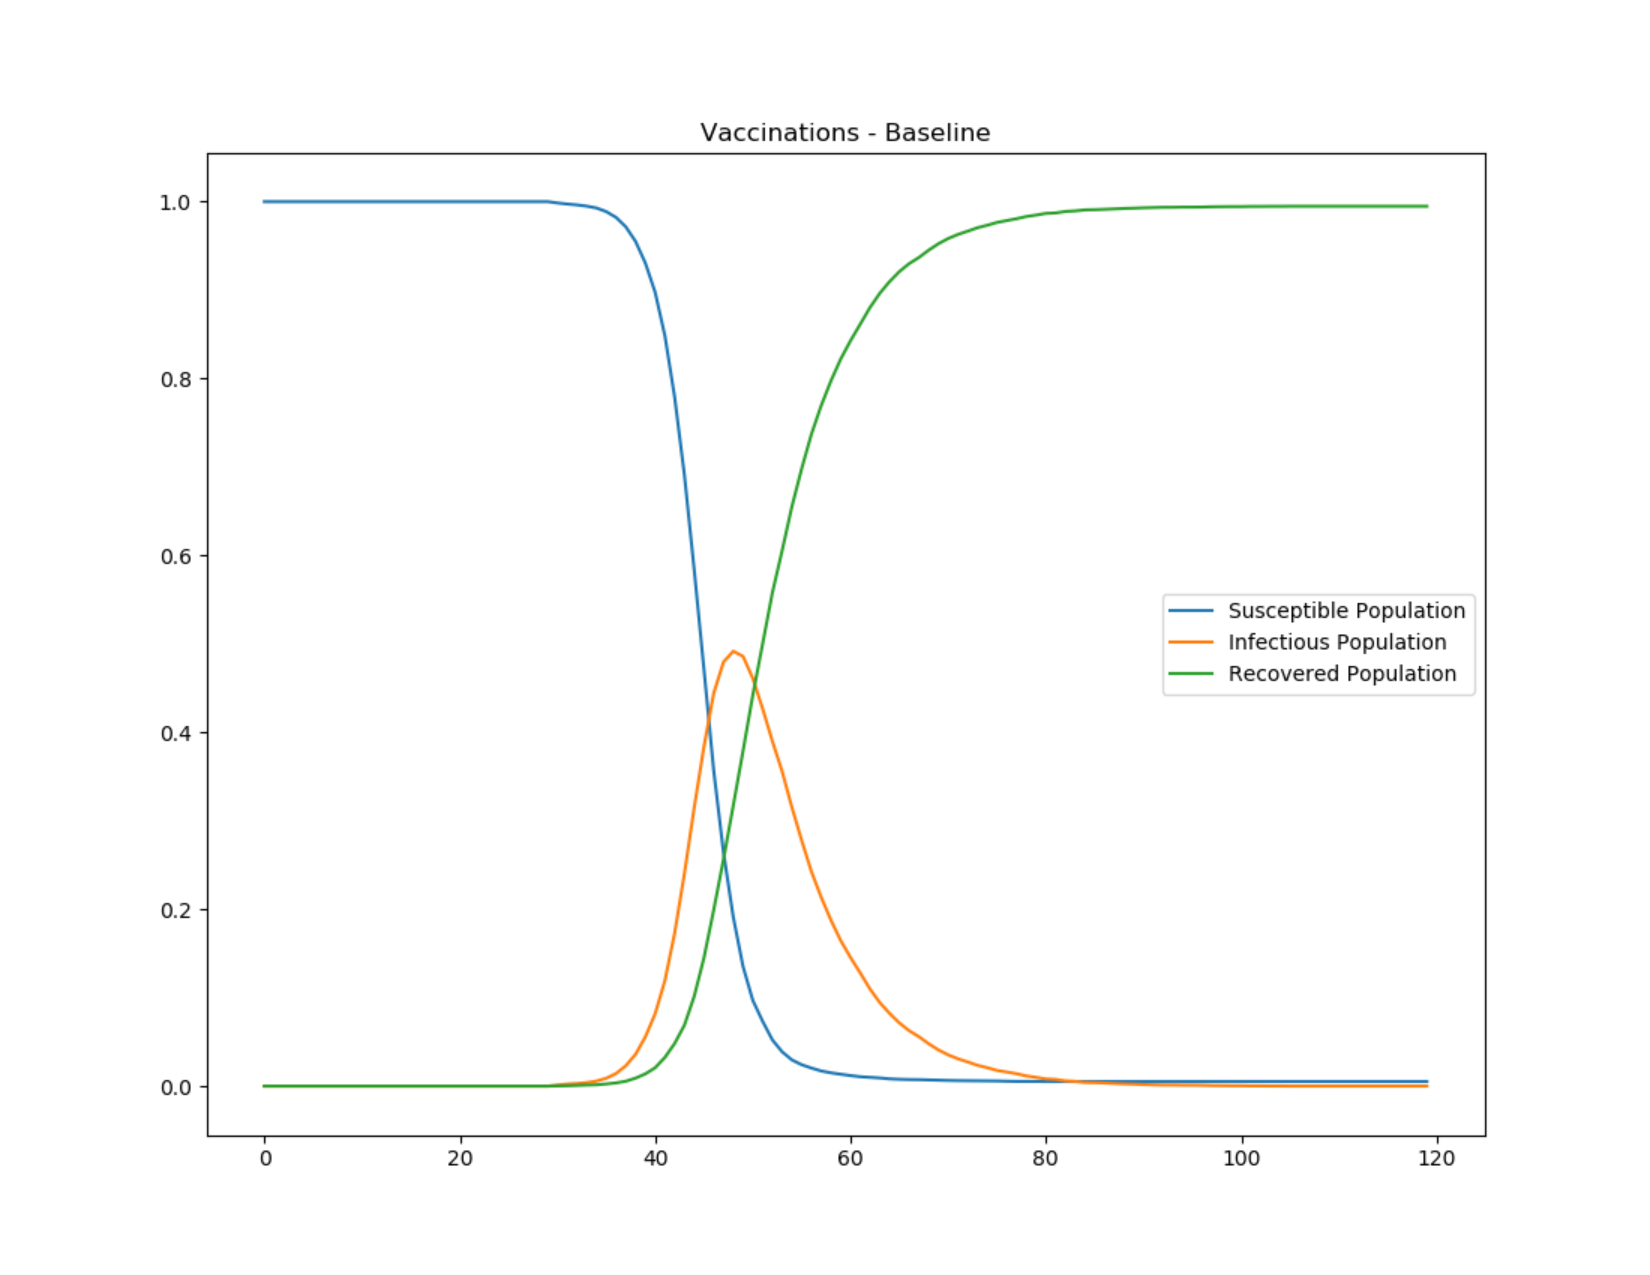 Vaccinations - Baseline
1.0
0.8
0.6
0.4
0.2
0.0
Susceptible Population
Infectious Population
Recovered Population
0 20 40 60 80 100 120